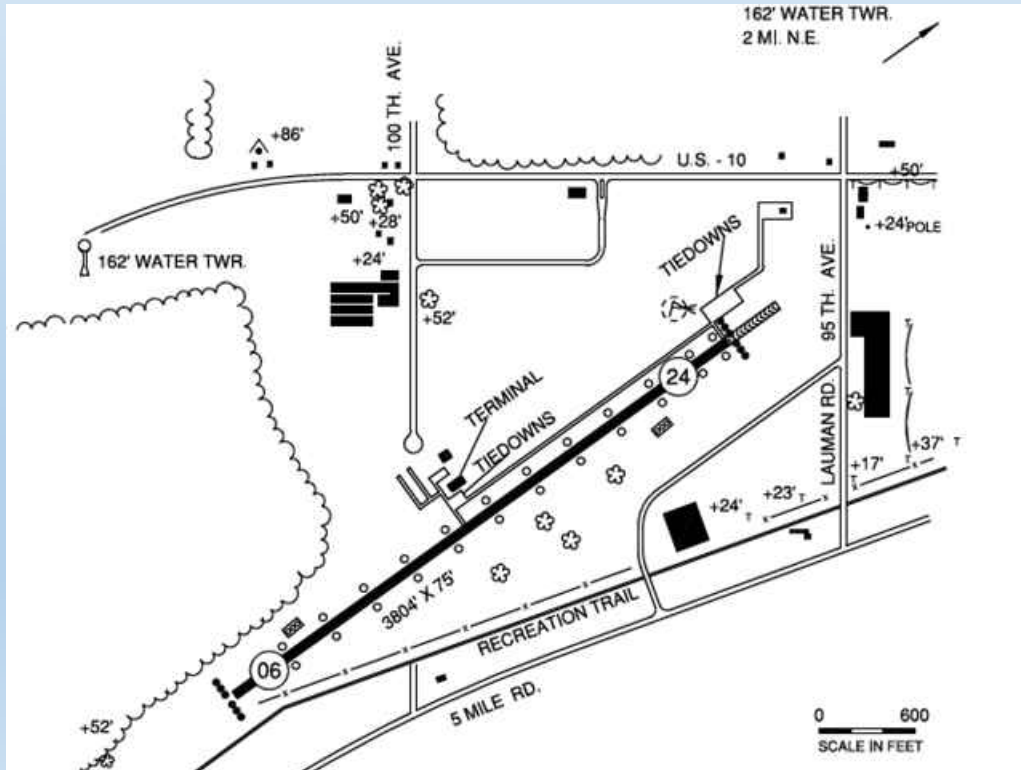 162' WATER TWR.
2 MI. N.E.
100 TH. AVE.
+86'
U.S. - 10
+50'
+50'
+28'
+24' POLE
162' WATER TWR.
+24'
TIEDOWNS
95 TH. AVE.
+52'
24
TERMINAL
TIEDOWNS
LAUMAN RD.
+37' T
+17'
T
+24'
T
+23' T
T
T
T
3804' X 75'
RECREATION TRAIL
06
5 MILE RD.
+52'
0 600
SCALE IN FEET